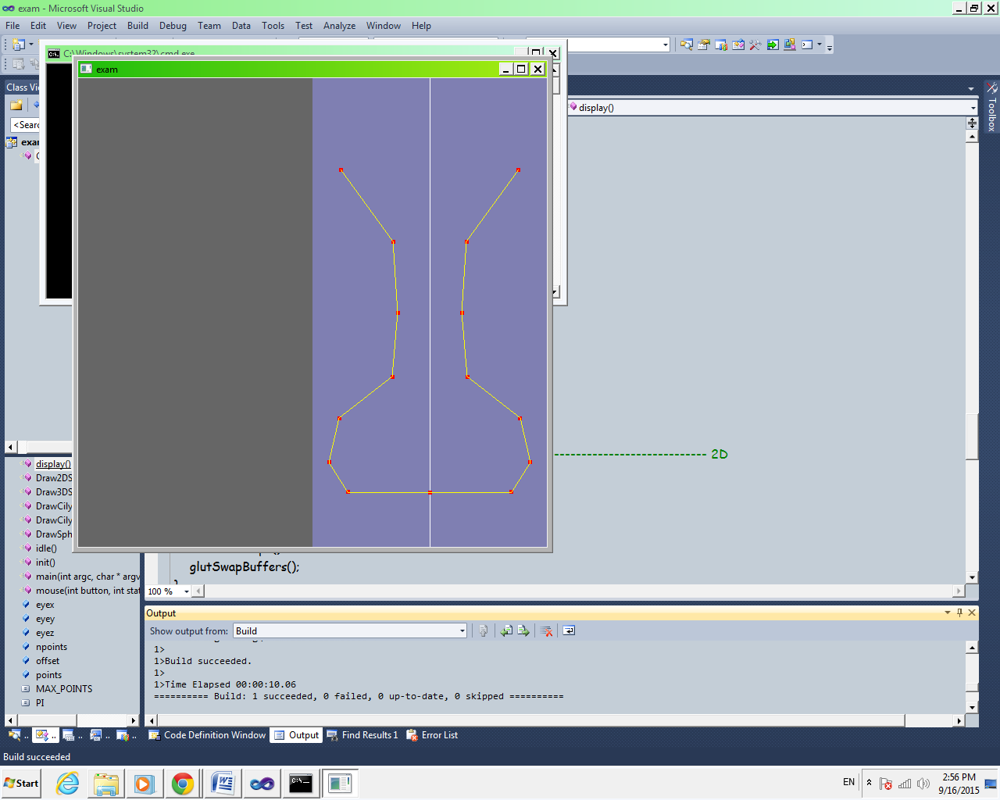 exam - Microsoft Visual Studio
File Edit View Project Build Debug Team Data Tools Test Analyze Window Help
C:\Windows\system32\cmd.exe
exam
Class Vi
display()
Toolbox
<Sear
exa
display()
Draw2DS
Draw3DS
DrawCily
DrawCily
DrawSph
idle()
init()
main(int argc, char * argv
mouse(int button, int stat
eyex
eyey
eyez
npoints
offset
points
MAX_POINTS
PI
---------------------------- 2D
glutSwapBuffers();
}
100 %
Output
Show output from: Build
1>
1>Build succeeded.
1>
1>Time Elapsed 00:00:10.06
========== Build: 1 succeeded, 0 failed, 0 up-to-date, 0 skipped ==========
Code Definition Window Output Find Results 1 Error List
Build succeeded
Start
EN
2:56 PM
9/16/2015